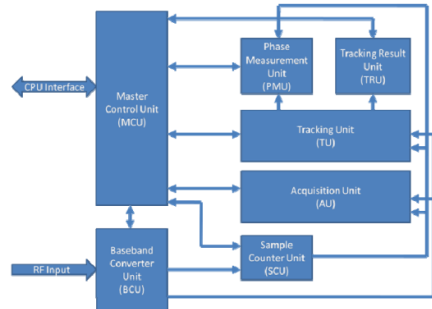 Phase
Measurement
Unit
(PMU)
Tracking Result
Unit
(TRU)
CPU Interface
Master
Control Unit
(MCU)
Tracking Unit
(TU)
Acquisition Unit
(AU)
Sample
Counter Unit
(SCU)
RF Input
Baseband
Converter
Unit
(BCU)